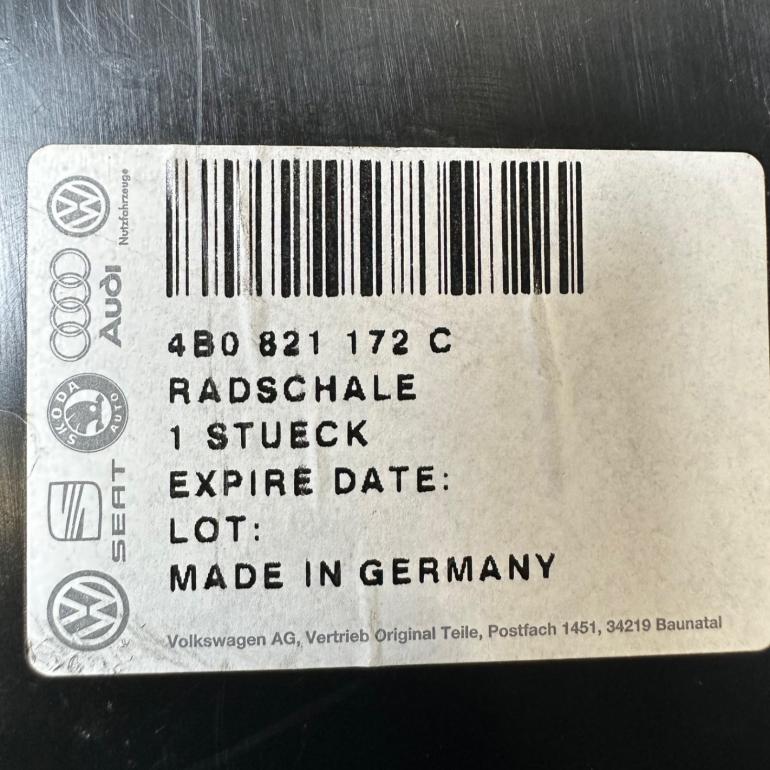 Nutzfahrzeuge
Audi
SKODA
AUTO
SEAT
4B0 821 172 C
RADSCHALE
1 STUECK
EXPIRE DATE:
LOT:
MADE IN GERMANY
Volkswagen AG, Vertrieb Original Teile, Postfach 1451, 34219 Baunatal